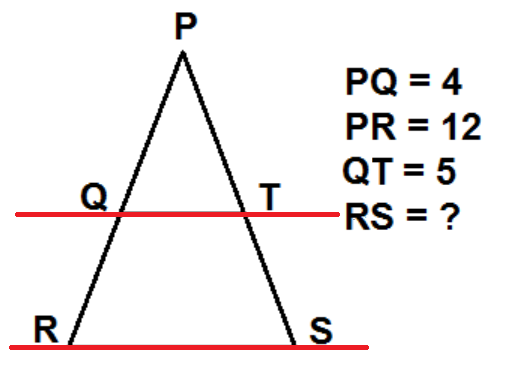 P
PQ = 4
PR = 12
QT = 5
Q T
RS = ?
R S